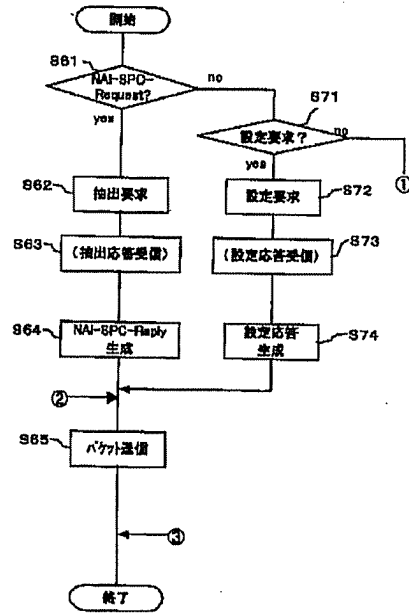 開始
S61
NAI-SPC-
Request?
no
yes
S71
設定要求？
no
yes
①
S62
抽出要求
S72
設定要求
S63
(抽出応答受信)
S73
(設定応答受信)
S64
NAI-SPC-Reply
生成
S74
設定応答
生成
②
S65
パケット送信
③
終了